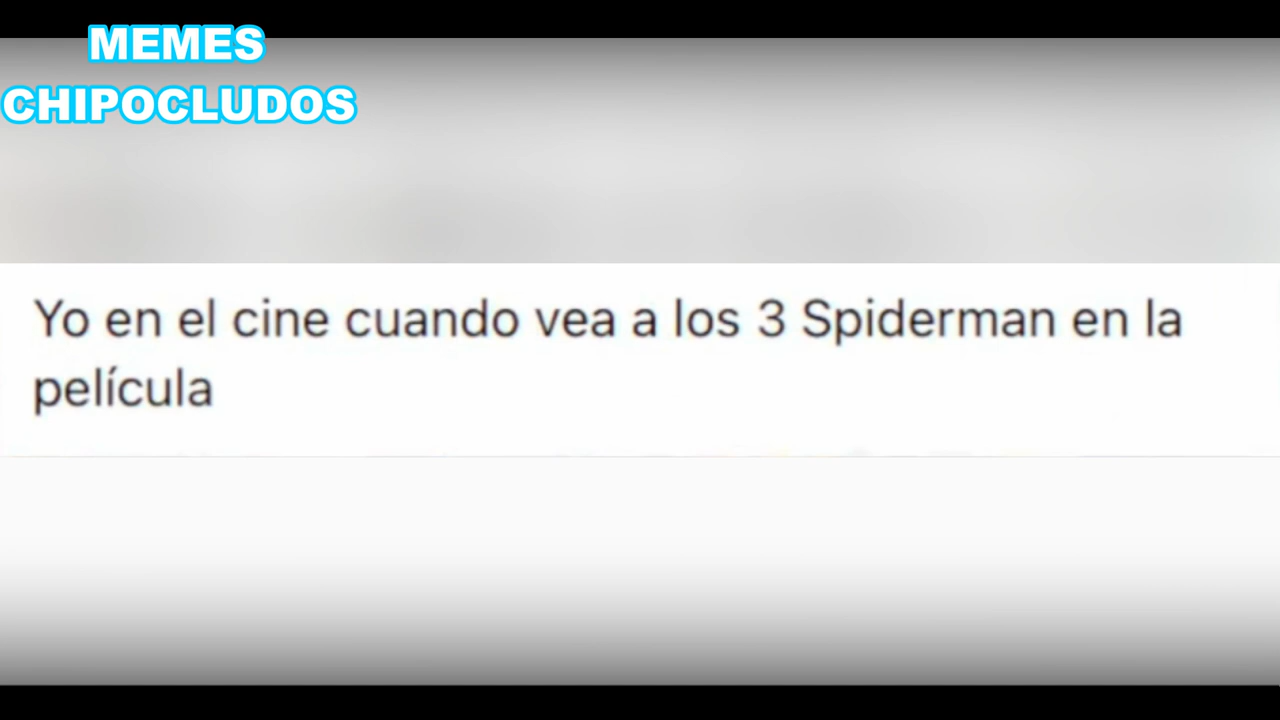 MEMES
CHIPOCLUDOS
Yo en el cine cuando vea a los 3 Spiderman en la
película